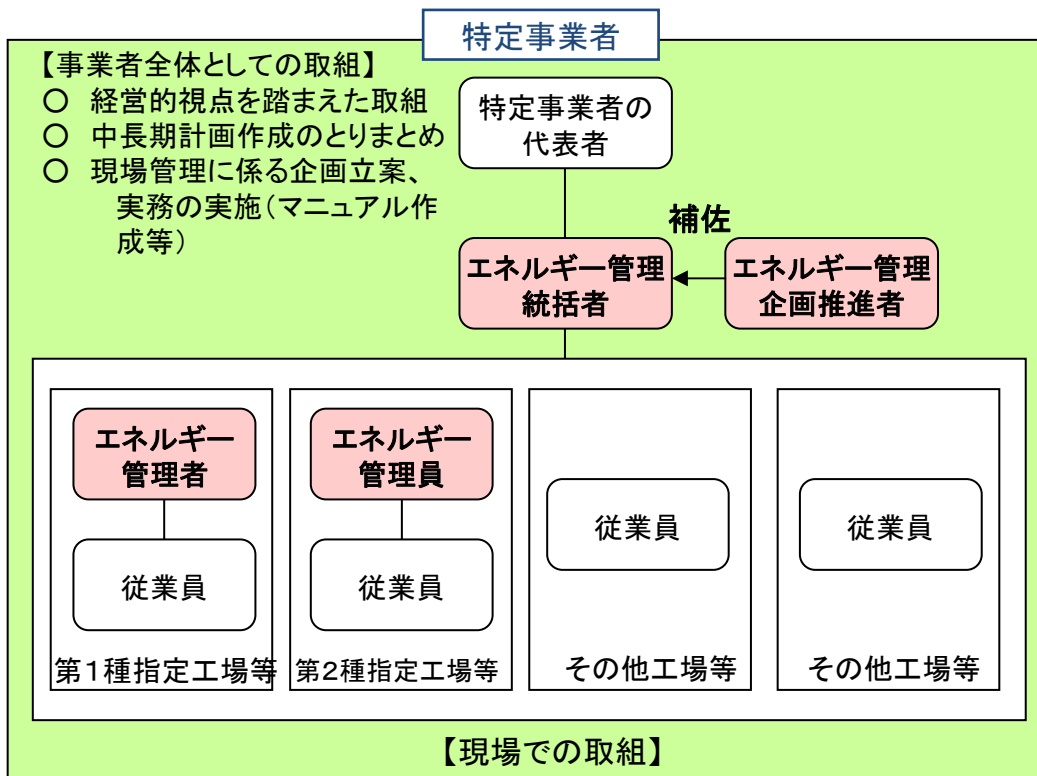 特定事業者
【事業者全体としての取組】
○ 経営的視点を踏まえた取組
○ 中長期計画作成のとりまとめ
○ 現場管理に係る企画立案、
実務の実施(マニュアル作
成等)
特定事業者の
代表者
補佐
エネルギー管理
統括者
エネルギー管理
企画推進者
エネルギー
管理者
従業員
第1種指定工場等
エネルギー
管理員
従業員
第2種指定工場等
従業員
その他工場等
従業員
その他工場等
【現場での取組】